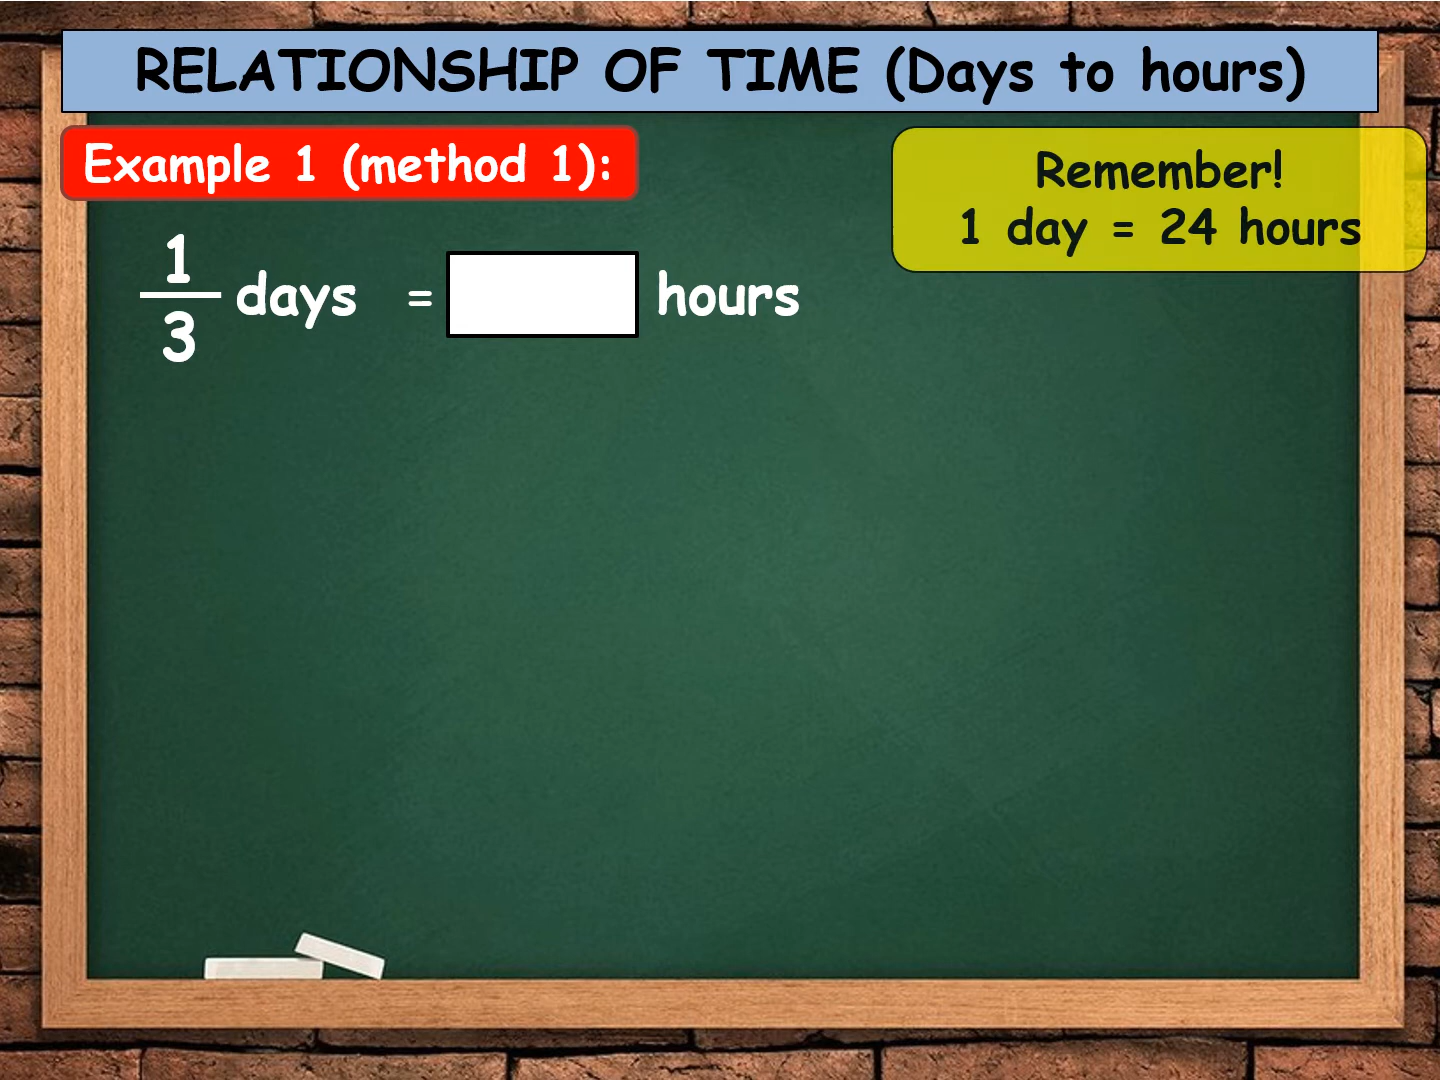 RELATIONSHIP OF TIME (Days to hours)
Example 1 (method 1):
Remember!
1 day = 24 hours
1
3
days = hours